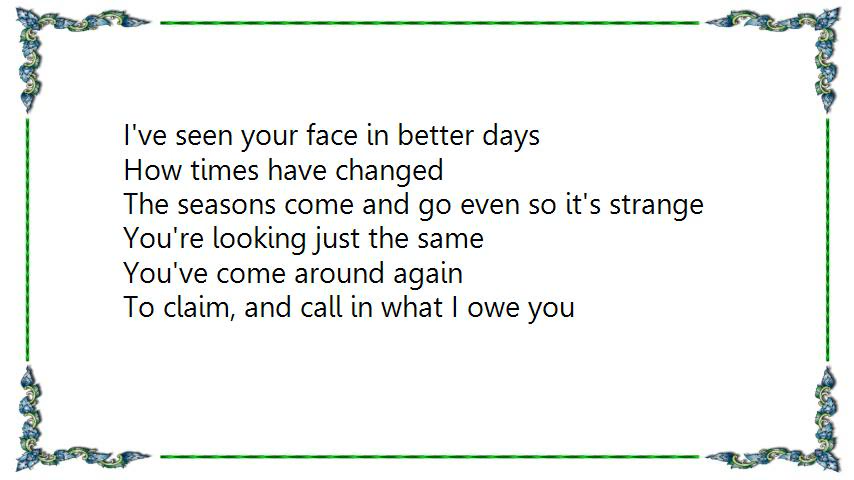 I've seen your face in better days
How times have changed
The seasons come and go even so it's strange
You're looking just the same
You've come around again
To claim, and call in what I owe you